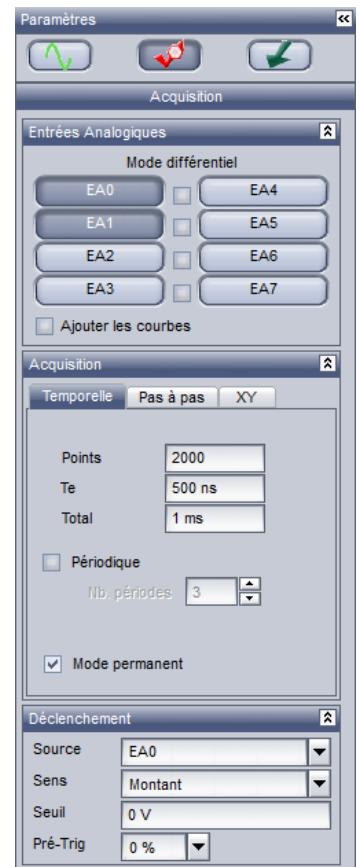 Paramètres
Acquisition
Entrées Analogiques
Mode différentiel
EA0 EA4
EA1 EA5
EA2 EA6
EA3 EA7
Ajouter les courbes
Acquisition
Temporelle Pas à pas XY
Points 2000
Te 500 ns
Total 1 ms
Périodique
Nb. périodes 3
Mode permanent
Déclenchement
Source EA0
Sens Montant
Seuil 0 V
Pré-Trig 0 %